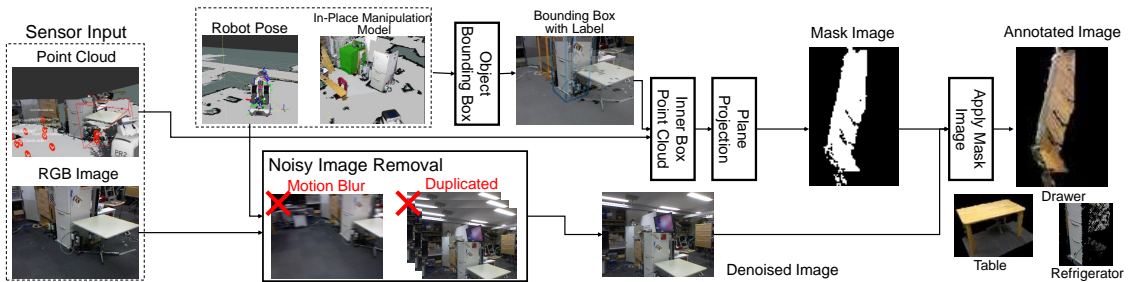 Sensor Input
Point Cloud
RGB Image
Robot Pose
In-Place Manipulation
Model
Object
Bounding Box
Bounding Box
with Label
Noisy Image Removal
Motion Blur
Duplicated
Inner Box
Point Cloud
Plane
Projection
Mask Image
Denoised Image
Apply Mask
Image
Annotated Image
Drawer
Table
Refrigerator